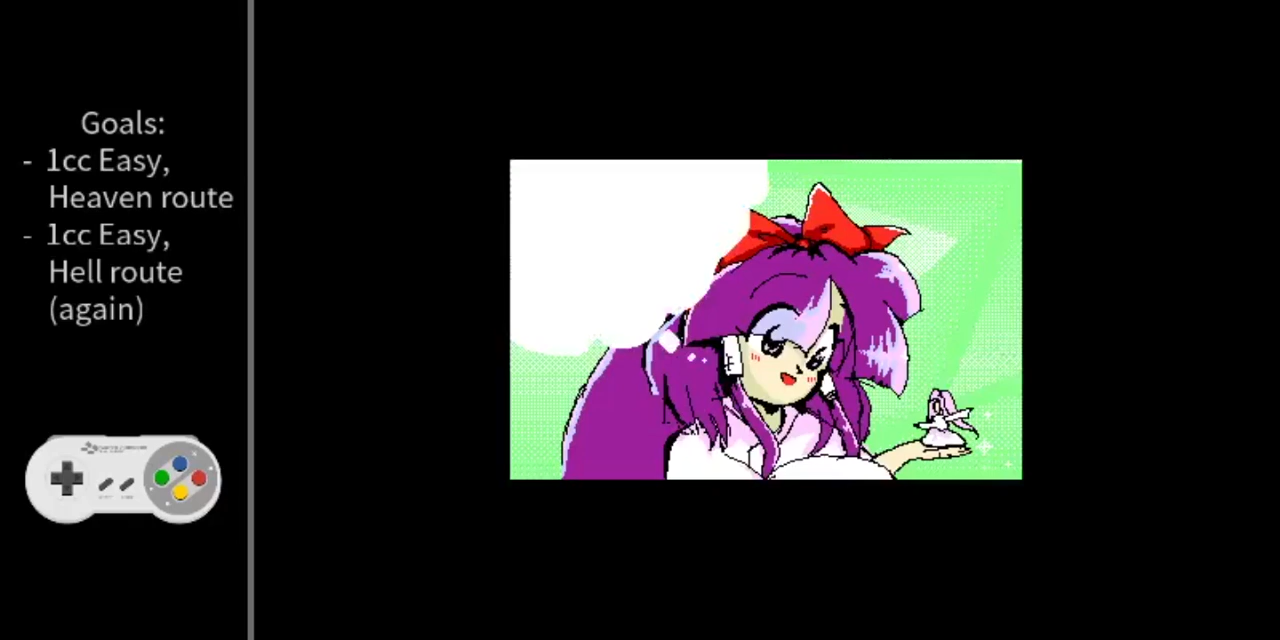 Goals:
- 1cc Easy,
Heaven route
- 1cc Easy,
Hell route
(again)